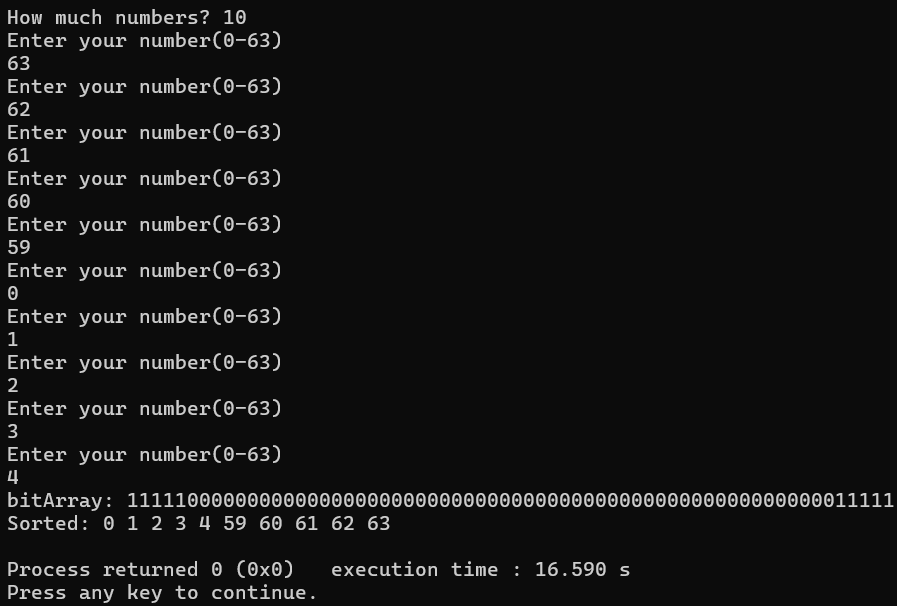 How much numbers? 10
Enter your number(0-63)
63
Enter your number(0-63)
62
Enter your number(0-63)
61
Enter your number(0-63)
60
Enter your number(0-63)
59
Enter your number(0-63)
0
Enter your number(0-63)
1
Enter your number(0-63)
2
Enter your number(0-63)
3
Enter your number(0-63)
4
bitArray: 1111100000000000000000000000000000000000000000000000000000011111
Sorted: 0 1 2 3 4 59 60 61 62 63
Process returned 0 (0x0)   execution time : 16.590 s
Press any key to continue.